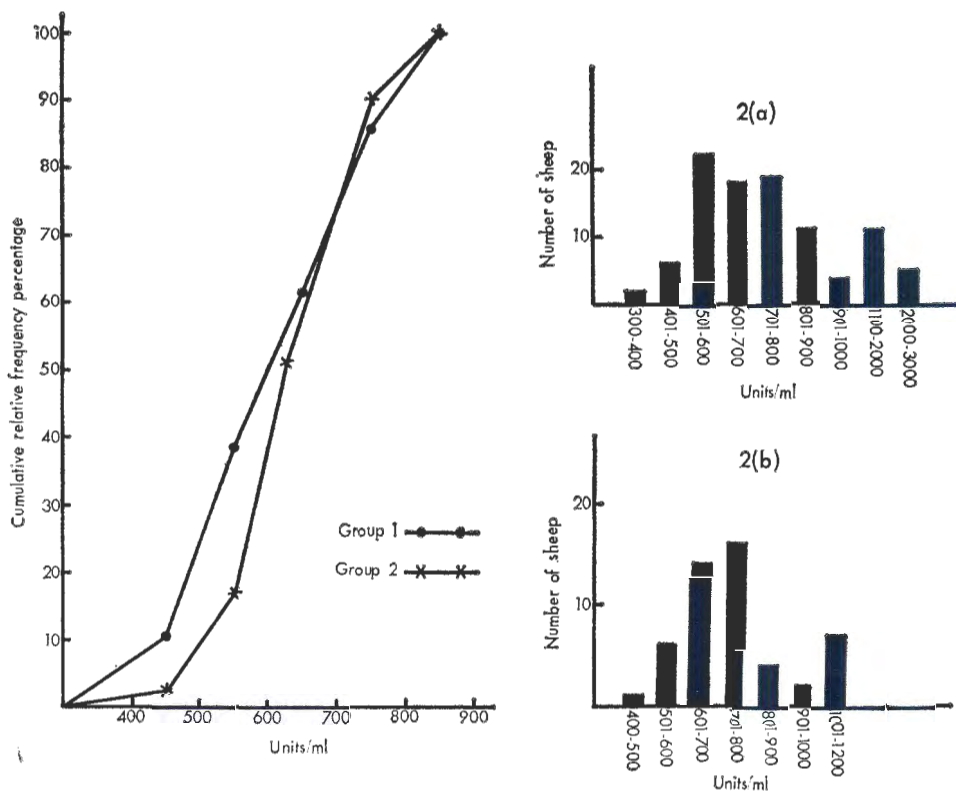 Cumulative relative frequency percentage
100
90
80
70
60
50
40
30
20
10
400 500 600 700 800 900
Units/ml
Group 1
Group 2
2(a)
Number of sheep
20
10
300-400
401-500
501-600
601-700
701-800
801-900
901-1000
1100-2000
2000-3000
Units/ml
2(b)
Number of sheep
20
10
400-500
501-600
601-700
701-800
801-900
901-1000
1001-1200
Units/ml